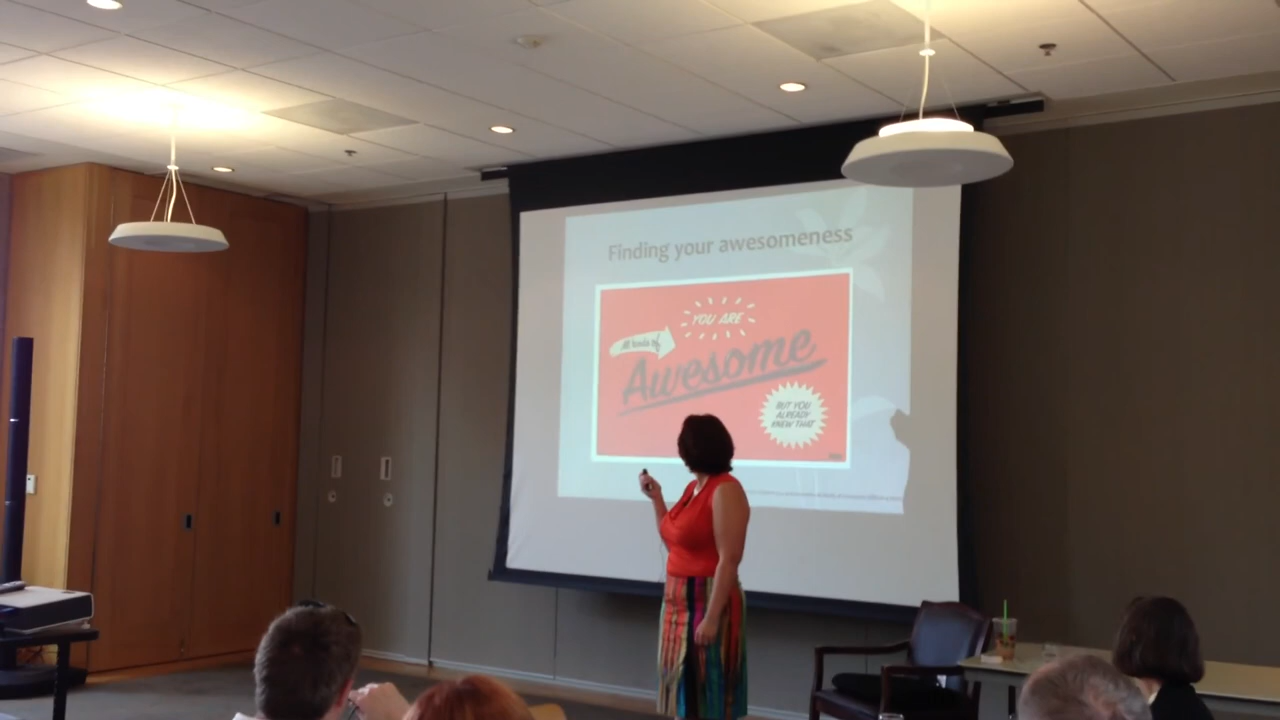 Finding your awesomeness
YOU ARE
All kinds of
Awesome
BUT YOU
ALREADY
KNEW THAT